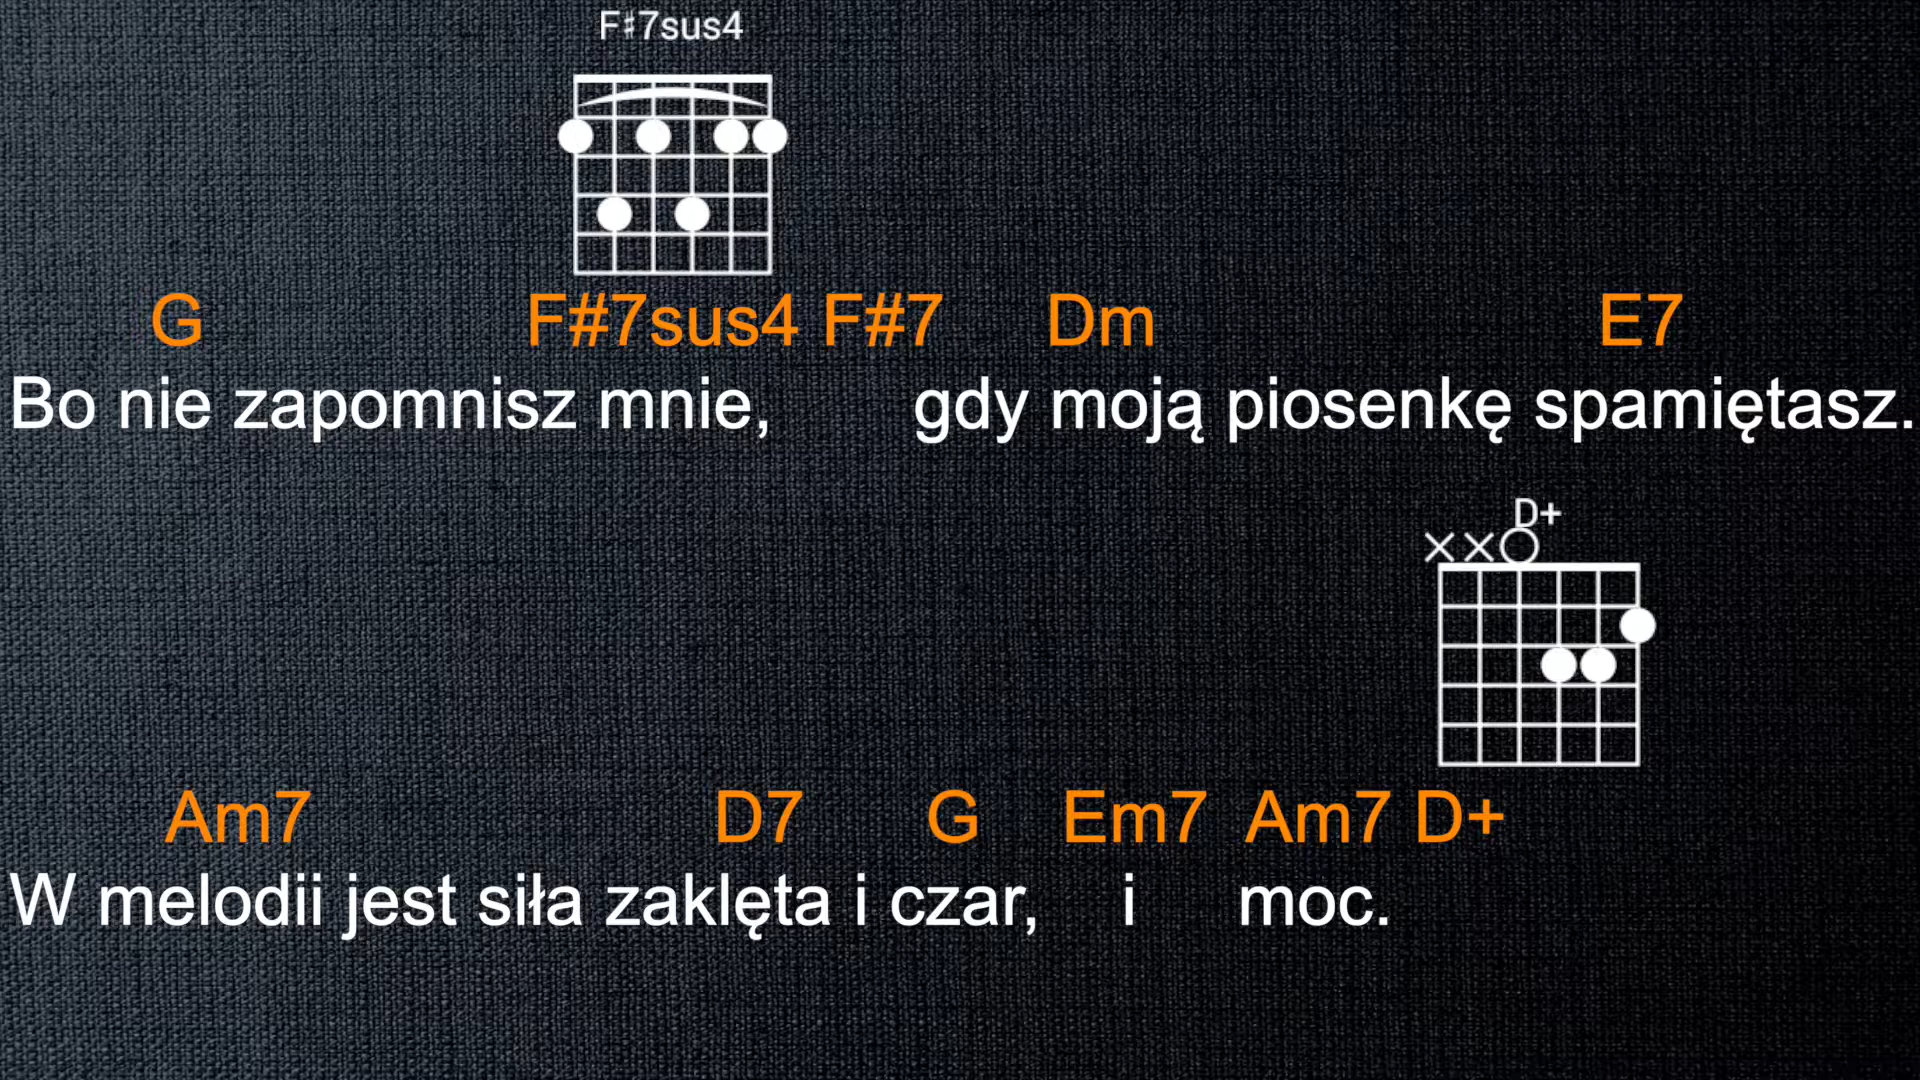 F♯7sus4
G F#7sus4 F#7 Dm E7
Bo nie zapomnisz mnie, gdy moją piosenkę spamiętasz.
D+
Am7 D7 G Em7 Am7 D+
W melodii jest siła zaklęta i czar, i moc.